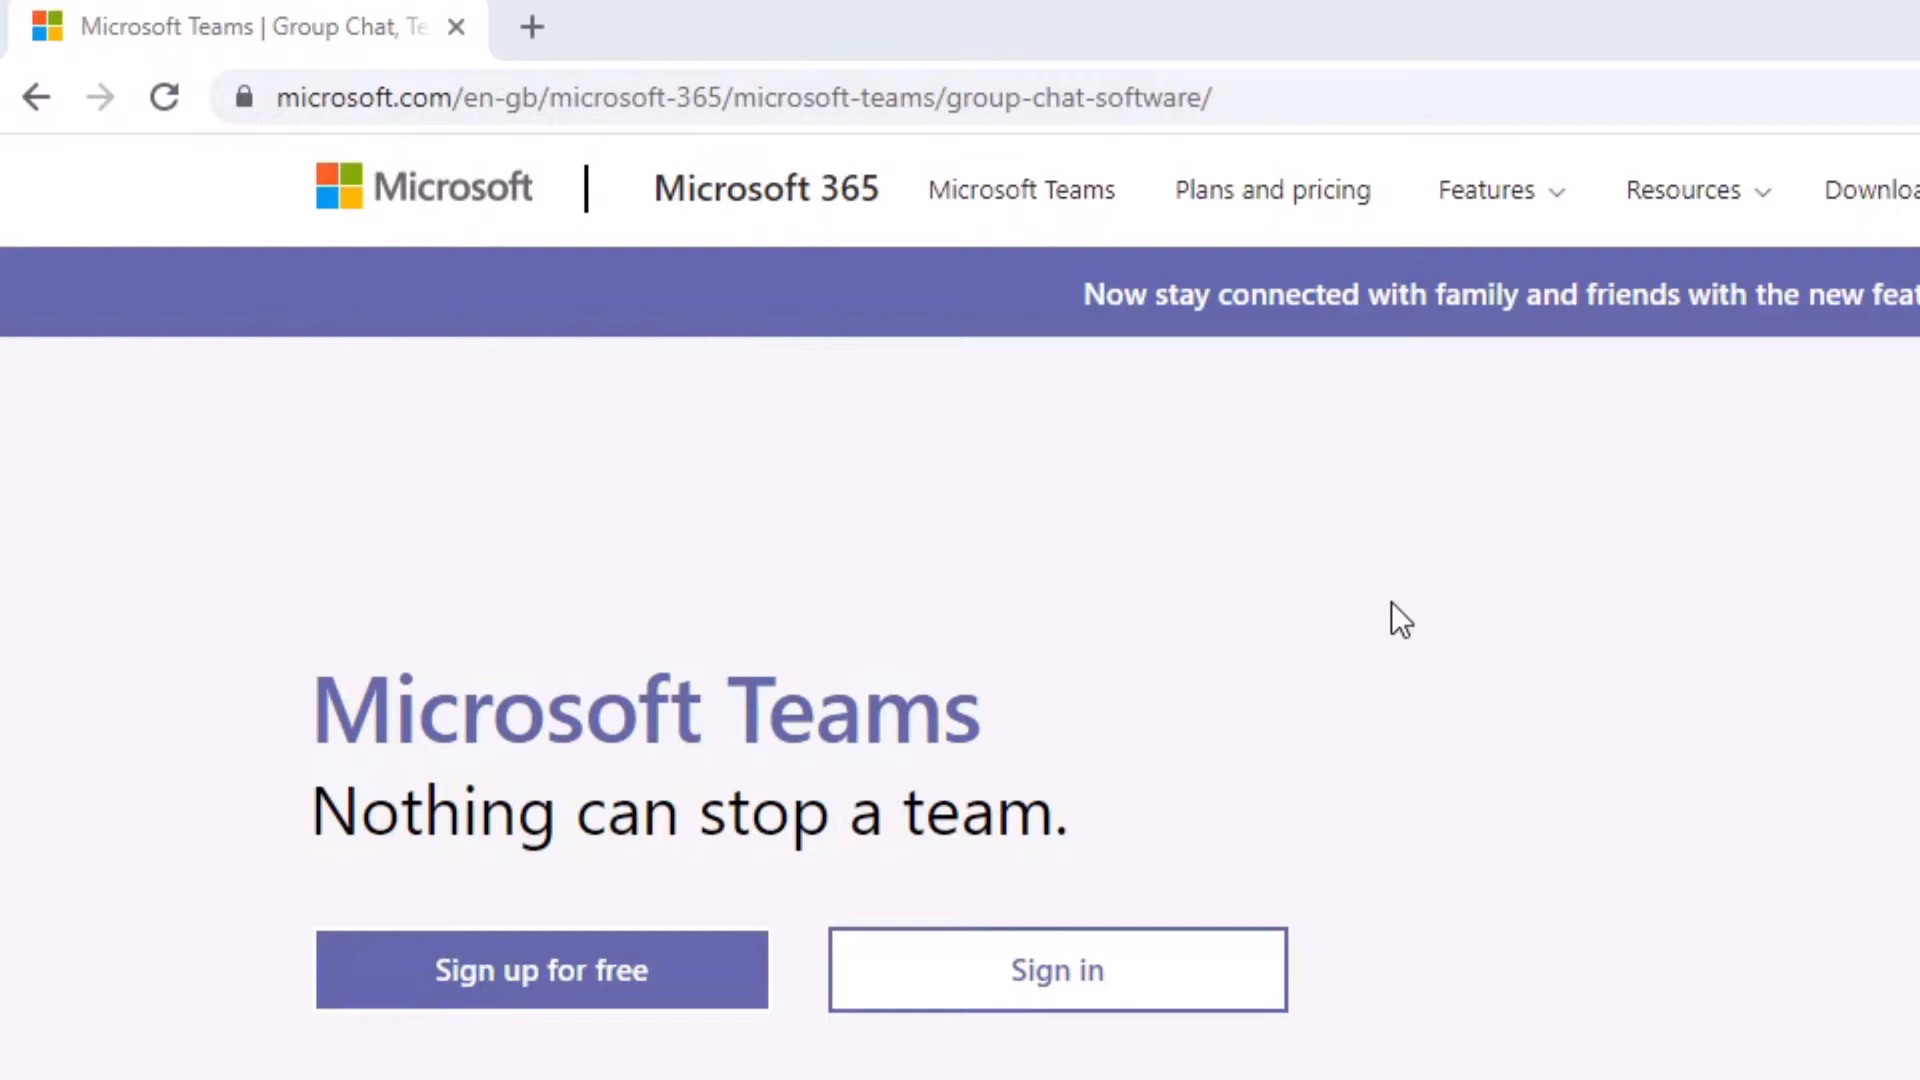 Microsoft Teams | Group Chat, Te
microsoft.com/en-gb/microsoft-365/microsoft-teams/group-chat-software/
Microsoft | Microsoft 365 Microsoft Teams Plans and pricing Features Resources Downloa
Now stay connected with family and friends with the new feat
Microsoft Teams
Nothing can stop a team.
Sign up for free Sign in